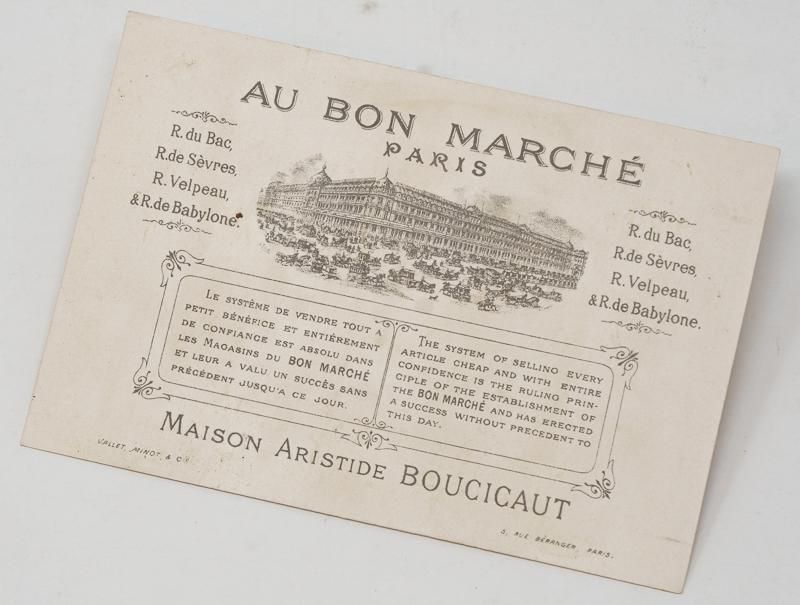 AU BON MARCHÉ
PARIS
R. du Bac,
R. de Sèvres,
R. Velpeau,
& R. de Babylone.
R. du Bac,
R. de Sèvres,
R. Velpeau,
& R. de Babylone.
LE SYSTÈME DE VENDRE TOUT A
PETIT BÉNÉFICE ET ENTIÉREMENT
DE CONFIANCE EST ABSOLU DANS
LES MAGASINS DU BON MARCHÉ
ET LEUR A VALU UN SUCCÈS SANS
PRÉCÉDENT JUSQU'A CE JOUR.
THE SYSTEM OF SELLINO EVERY
ARTICLE CHEAP AND WITH ENTIRE
CONFIDENCE IS THE RULING PRIN-
CIPLE OF THE ESTABLISHMENT OF
THE BON MARCHÉ AND HAS ERECTED
A SUCCESS WITHOUT PRECEDENT TO
THIS DAY.
MAISON ARISTIDE BOUCICAUT
VALLET, MINOT, & Cie
5, RUE BÉRANGER, PARIS.